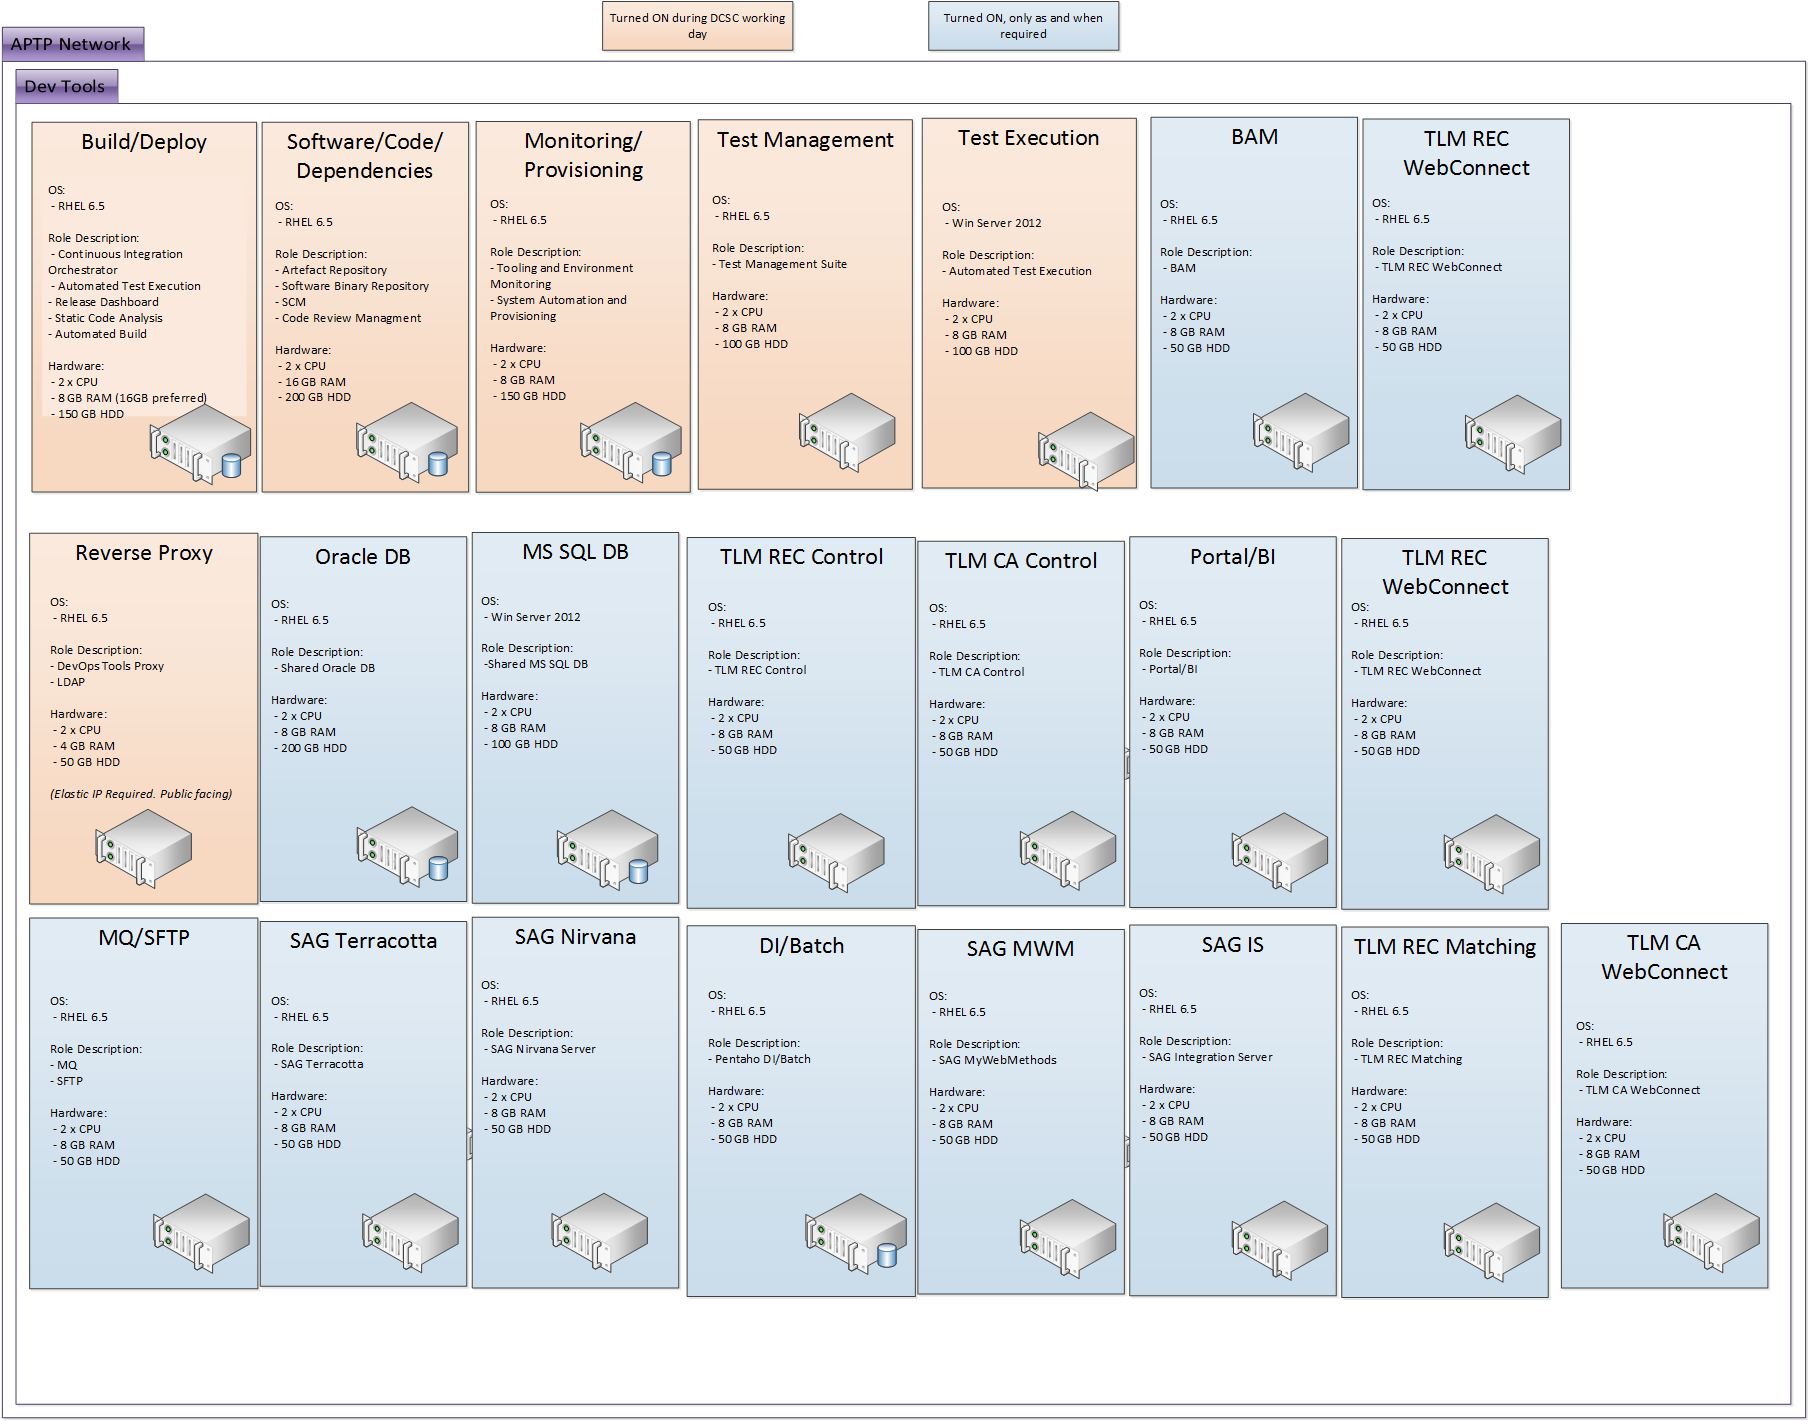 Turned ON during DCSC working
day
Turned ON, only as and when
required
APTP Network
Dev Tools
Build/Deploy
OS:
- RHEL 6.5
Role Description:
- Continuous Integration
Orchestrator
- Automated Test Execution
- Release Dashboard
- Static Code Analysis
- Automated Build
Hardware:
- 2 x CPU
- 8 GB RAM (16GB preferred)
- 150 GB HDD
Software/Code/
Dependencies
OS:
- RHEL 6.5
Role Description:
- Artefact Repository
- Software Binary Repository
- SCM
- Code Review Managment
Hardware:
- 2 x CPU
- 16 GB RAM
- 200 GB HDD
Monitoring/
Provisioning
OS:
- RHEL 6.5
Role Description:
- Tooling and Environment
Monitoring
- System Automation and
Provisioning
Hardware:
- 2 x CPU
- 8 GB RAM
- 150 GB HDD
Test Management
OS:
- RHEL 6.5
Role Description:
- Test Management Suite
Hardware:
- 2 x CPU
- 8 GB RAM
- 100 GB HDD
Test Execution
OS:
- Win Server 2012
Role Description:
- Automated Test Execution
Hardware:
- 2 x CPU
- 8 GB RAM
- 100 GB HDD
BAM
OS:
- RHEL 6.5
Role Description:
- BAM
Hardware:
- 2 x CPU
- 8 GB RAM
- 50 GB HDD
TLM REC
WebConnect
OS:
- RHEL 6.5
Role Description:
- TLM REC WebConnect
Hardware:
- 2 x CPU
- 8 GB RAM
- 50 GB HDD
Reverse Proxy
OS:
- RHEL 6.5
Role Description:
- DevOps Tools Proxy
- LDAP
Hardware:
- 2 x CPU
- 4 GB RAM
- 50 GB HDD
(Elastic IP Required. Public facing)
Oracle DB
OS:
- RHEL 6.5
Role Description:
- Shared Oracle DB
Hardware:
- 2 x CPU
- 8 GB RAM
- 200 GB HDD
MS SQL DB
OS:
- Win Server 2012
Role Description:
-Shared MS SQL DB
Hardware:
- 2 x CPU
- 8 GB RAM
- 100 GB HDD
TLM REC Control
OS:
- RHEL 6.5
Role Description:
- TLM REC Control
Hardware:
- 2 x CPU
- 8 GB RAM
- 50 GB HDD
TLM CA Control
OS:
- RHEL 6.5
Role Description:
- TLM CA Control
Hardware:
- 2 x CPU
- 8 GB RAM
- 50 GB HDD
Portal/BI
OS:
- RHEL 6.5
Role Description:
- Portal/BI
Hardware:
- 2 x CPU
- 8 GB RAM
- 50 GB HDD
TLM REC
WebConnect
OS:
- RHEL 6.5
Role Description:
- TLM REC WebConnect
Hardware:
- 2 x CPU
- 8 GB RAM
- 50 GB HDD
MQ/SFTP
OS:
- RHEL 6.5
Role Description:
- MQ
- SFTP
Hardware:
- 2 x CPU
- 8 GB RAM
- 50 GB HDD
SAG Terracotta
OS:
- RHEL 6.5
Role Description:
- SAG Terracotta
Hardware:
- 2 x CPU
- 8 GB RAM
- 50 GB HDD
SAG Nirvana
OS:
- RHEL 6.5
Role Description:
- SAG Nirvana Server
Hardware:
- 2 x CPU
- 8 GB RAM
- 50 GB HDD
DI/Batch
OS:
- RHEL 6.5
Role Description:
- Pentaho DI/Batch
Hardware:
- 2 x CPU
- 8 GB RAM
- 50 GB HDD
SAG MWM
OS:
- RHEL 6.5
Role Description:
- SAG MyWebMethods
Hardware:
- 2 x CPU
- 8 GB RAM
- 50 GB HDD
SAG IS
OS:
- RHEL 6.5
Role Description:
- SAG Integration Server
Hardware:
- 2 x CPU
- 8 GB RAM
- 50 GB HDD
TLM REC Matching
OS:
- RHEL 6.5
Role Description:
- TLM REC Matching
Hardware:
- 2 x CPU
- 8 GB RAM
- 50 GB HDD
TLM CA
WebConnect
OS:
- RHEL 6.5
Role Description:
- TLM CA WebConnect
Hardware:
- 2 x CPU
- 8 GB RAM
- 50 GB HDD